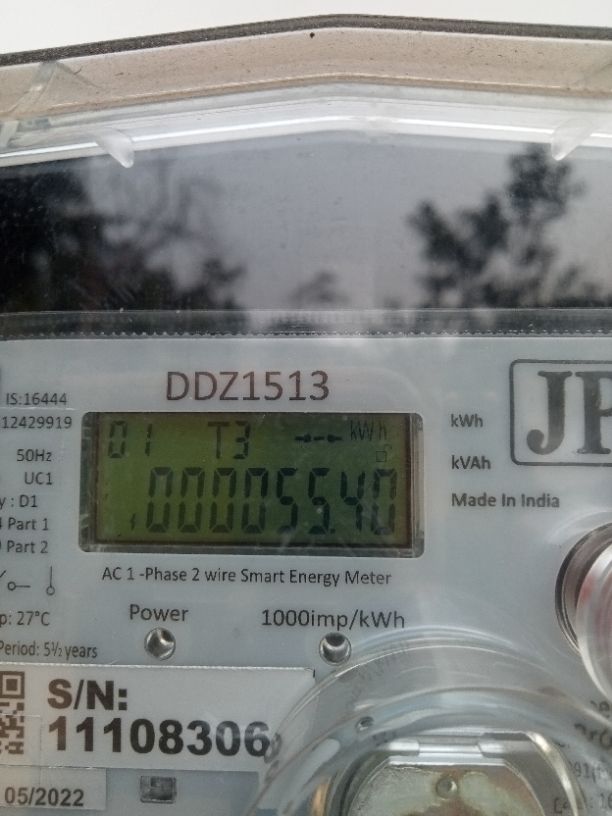 DDZ1513
IS:16444
12429919
50Hz
UC1
: D1
Part 1
Part 2
p: 27°C
Period: 5½ years
01 T3 kWh
00005540
kWh
kVAh
JP
Made In India
AC 1 -Phase 2 wire Smart Energy Meter
Power
1000imp/kWh
S/N:
11108306
05/2022